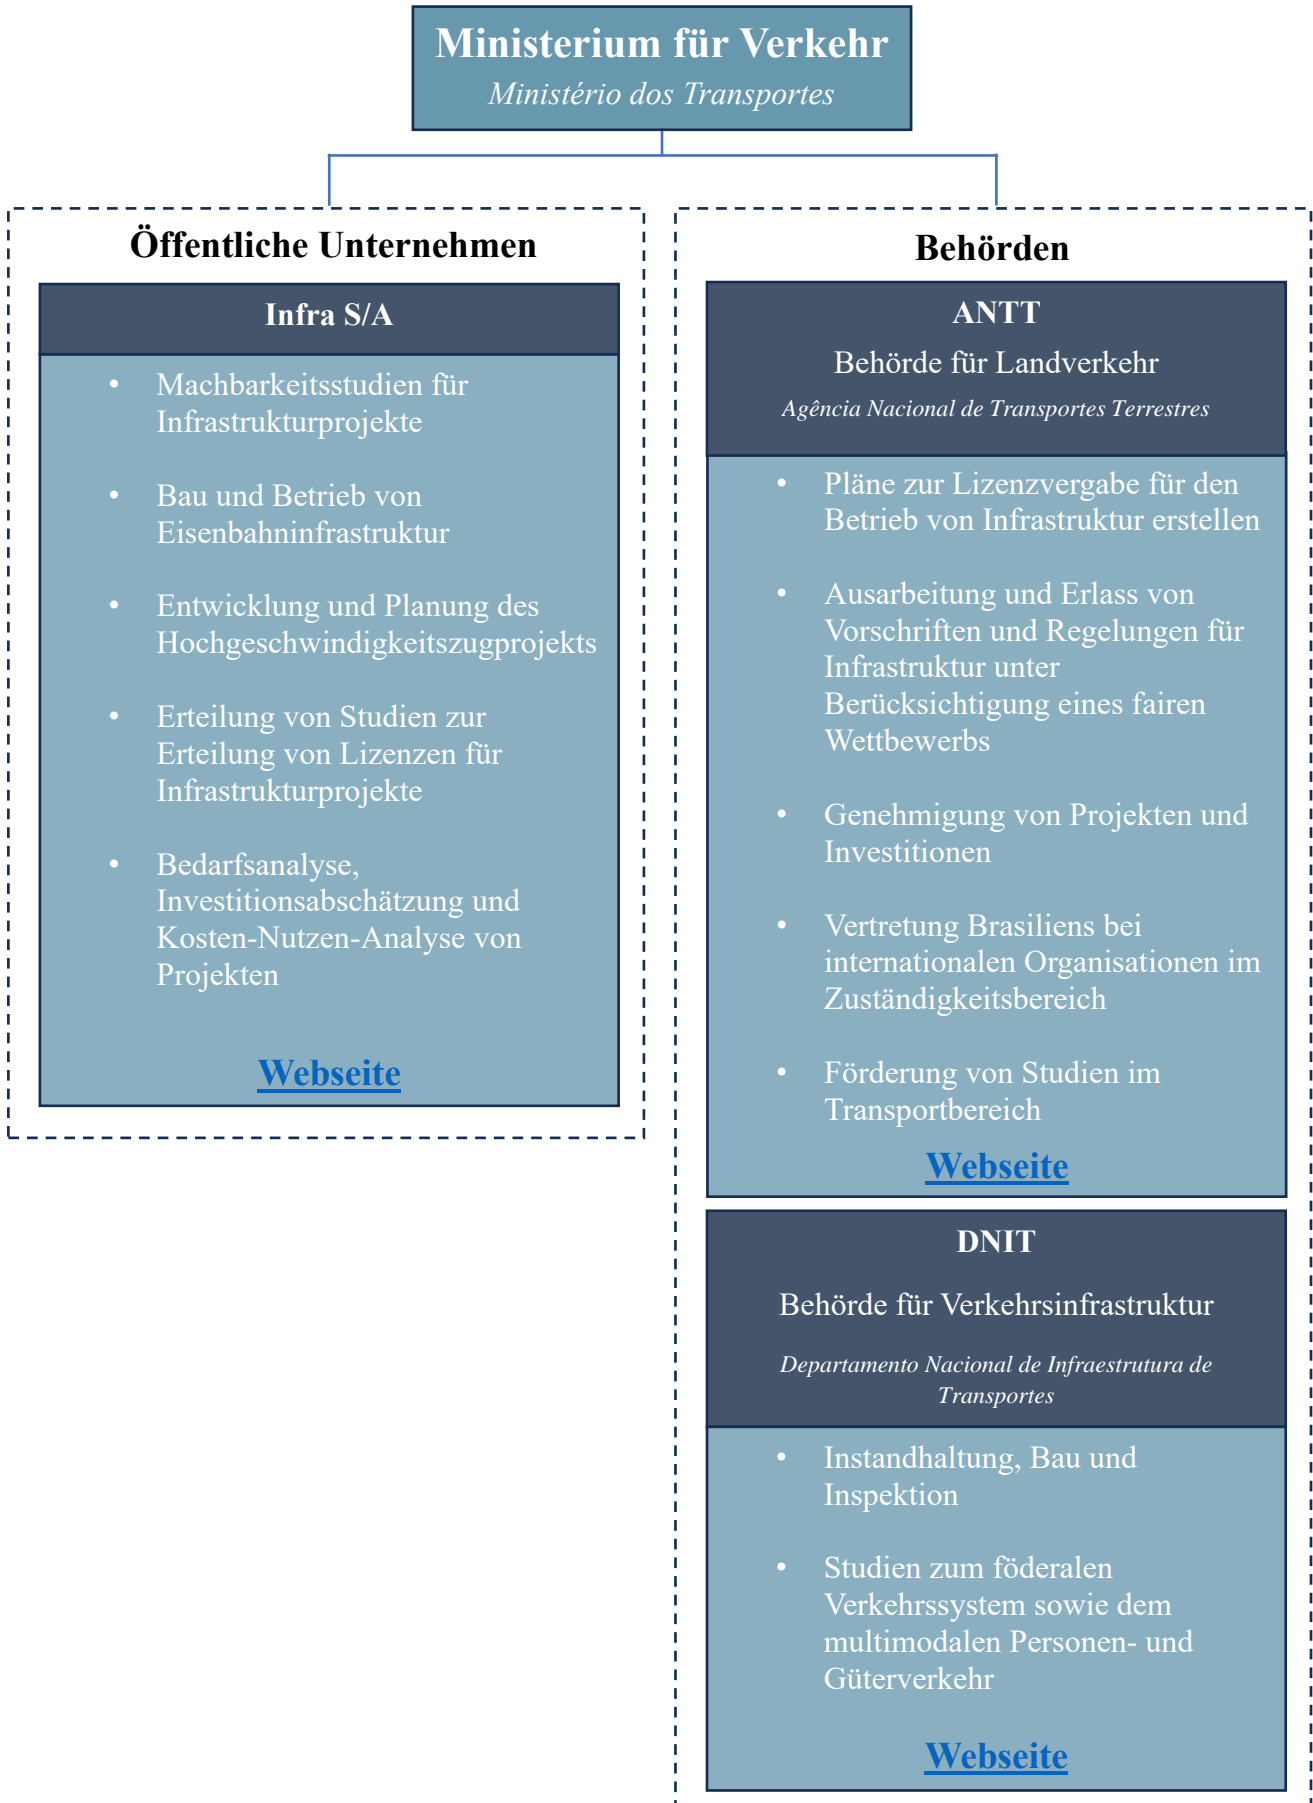 Ministerium für Verkehr
Ministério dos Transportes
Öffentliche Unternehmen
Infra S/A
• Machbarkeitsstudien für
Infrastrukturprojekte
• Bau und Betrieb von
Eisenbahninfrastruktur
• Entwicklung und Planung des
Hochgeschwindigkeitszugprojekts
• Erteilung von Studien zur
Erteilung von Lizenzen für
Infrastrukturprojekte
• Bedarfsanalyse,
Investitionsabschätzung und
Kosten-Nutzen-Analyse von
Projekten
Webseite
Behörden
ANTT
Behörde für Landverkehr
Agência Nacional de Transportes Terrestres
• Pläne zur Lizenzvergabe für den
Betrieb von Infrastruktur erstellen
• Ausarbeitung und Erlass von
Vorschriften und Regelungen für
Infrastruktur unter
Berücksichtigung eines fairen
Wettbewerbs
• Genehmigung von Projekten und
Investitionen
• Vertretung Brasiliens bei
internationalen Organisationen im
Zuständigkeitsbereich
• Förderung von Studien im
Transportbereich
Webseite
DNIT
Behörde für Verkehrsinfrastruktur
Departamento Nacional de Infraestrutura de
Transportes
• Instandhaltung, Bau und
Inspektion
• Studien zum föderalen
Verkehrssystem sowie dem
multimodalen Personen- und
Güterverkehr
Webseite